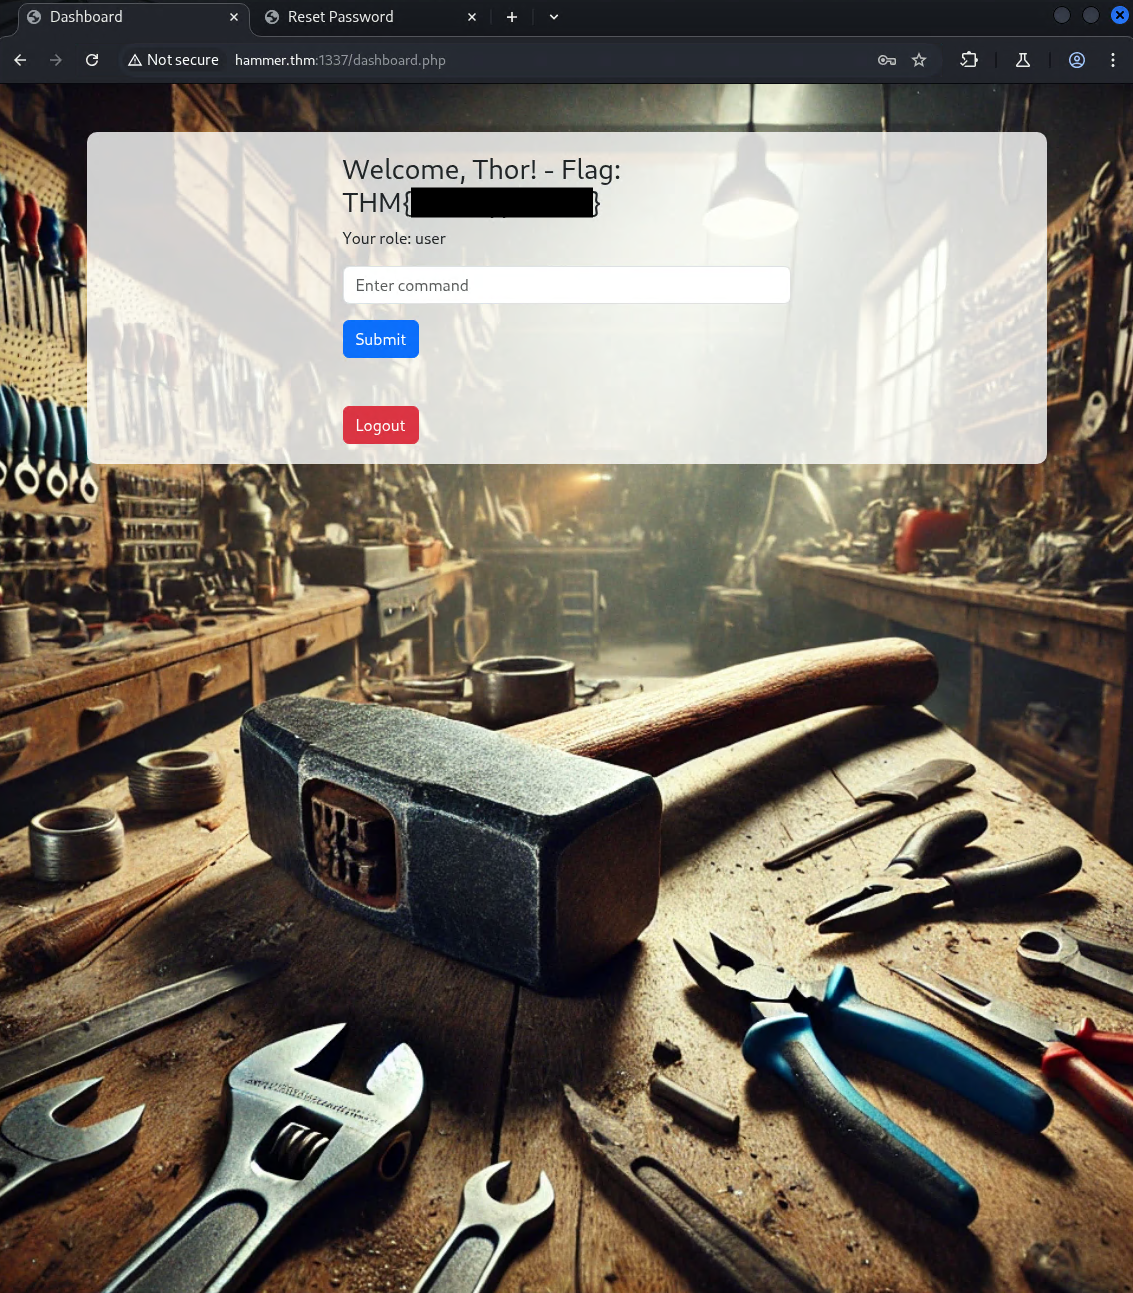 Dashboard
Reset Password
Not secure
hammer.thm:1337/dashboard.php
Welcome, Thor! - Flag:
THM{ }
Your role: user
Enter command
Submit
Logout